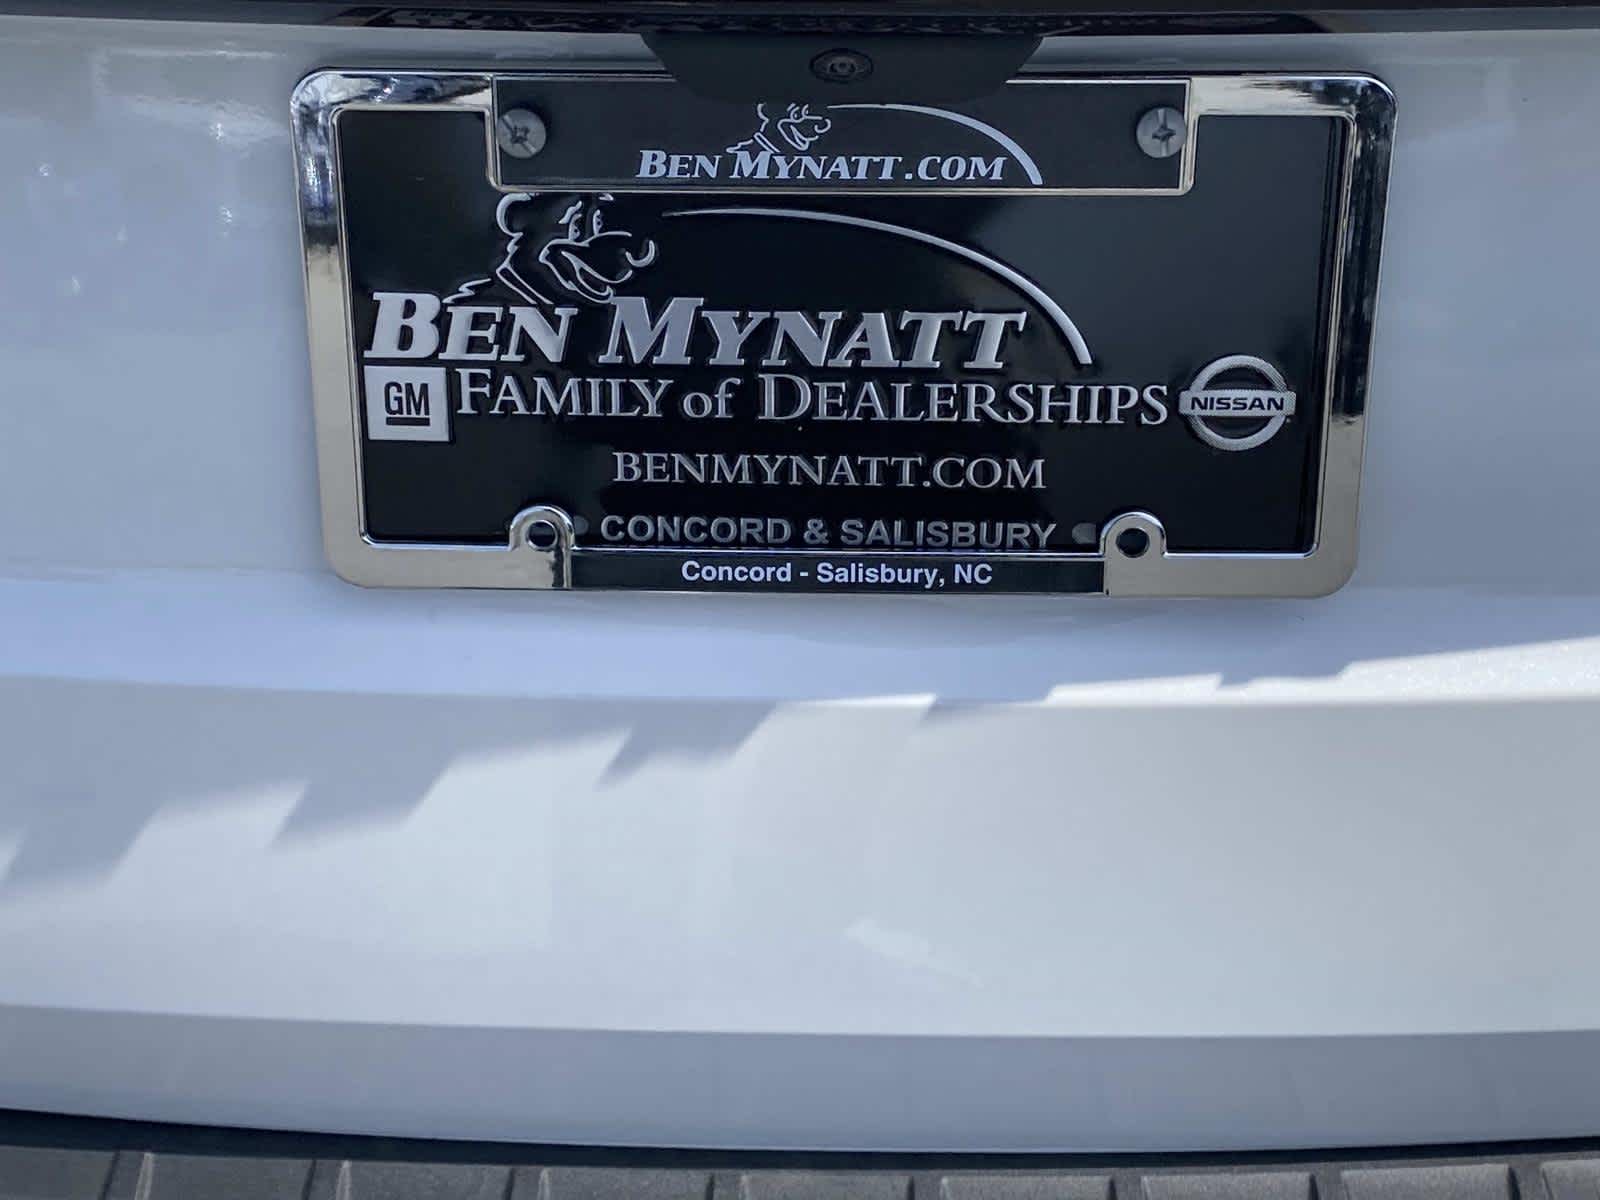 BEN MYNATT.COM
BEN MYNATT
GM FAMILY of DEALERSHIPS NISSAN
BENMYNATT.COM
CONCORD & SALISBURY
Concord - Salisbury, NC